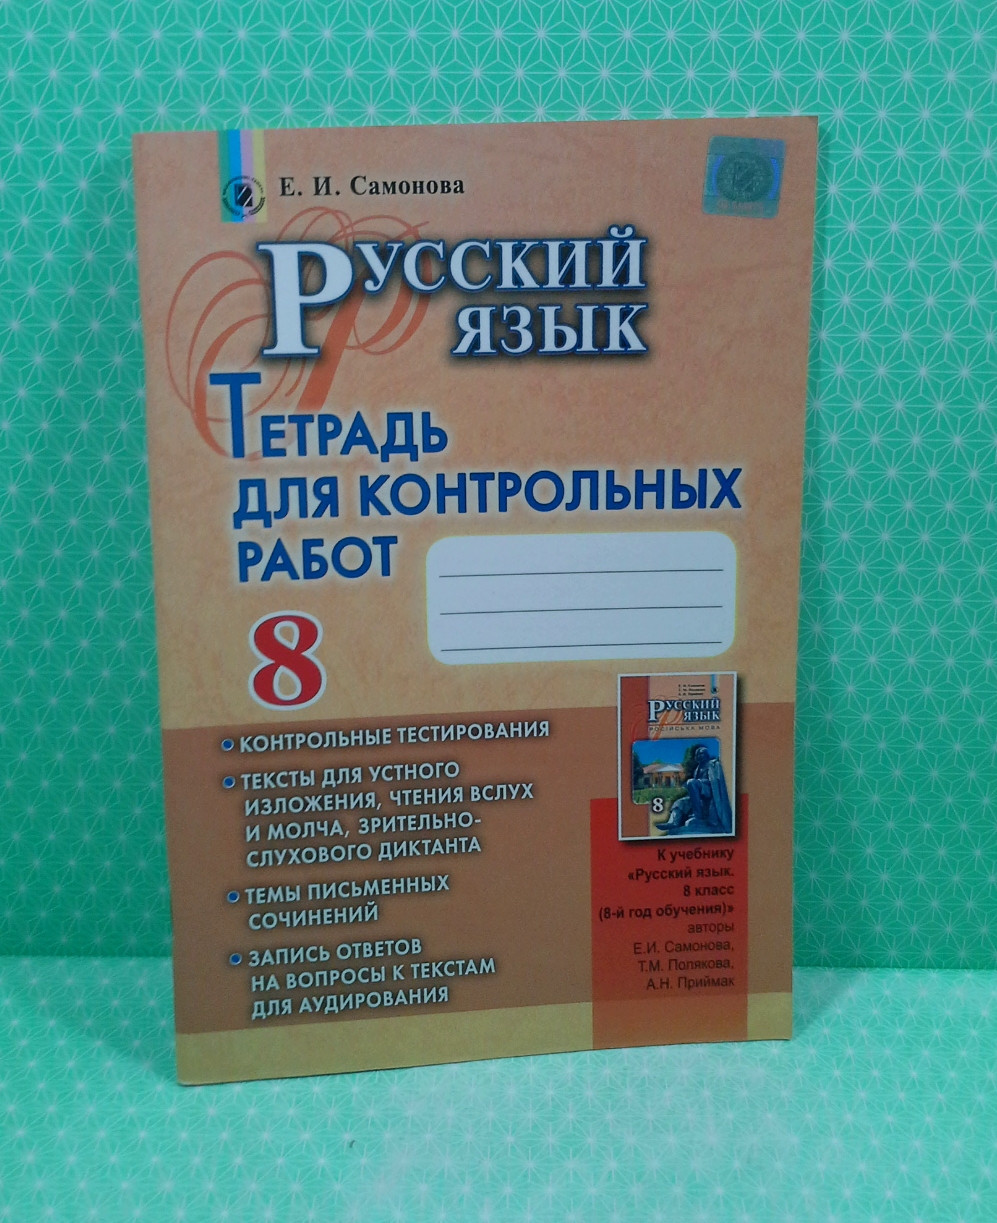 Е. И. Самонова
РУССКИЙ
ЯЗЫК
ТЕТРАДЬ
ДЛЯ КОНТРОЛЬНЫХ
РАБОТ
8
• КОНТРОЛЬНЫЕ ТЕСТИРОВАНИЯ
• ТЕКСТЫ ДЛЯ УСТНОГО
ИЗЛОЖЕНИЯ, ЧТЕНИЯ ВСЛУХ
И МОЛЧА, ЗРИТЕЛЬНО-
СЛУХОВОГО ДИКТАНТА
• ТЕМЫ ПИСЬМЕННЫХ
СОЧИНЕНИЙ
• ЗАПИСЬ ОТВЕТОВ
НА ВОПРОСЫ К ТЕКСТАМ
ДЛЯ АУДИРОВАНИЯ
РУССКИЙ
ЯЗЫК
РОСІЙСЬКА МОВА
8
К учебнику
«Русский язык.
8 класс
(8-й год обучения)»
авторы
Е.И. Самонова,
Т.М. Полякова,
А.Н. Приймак